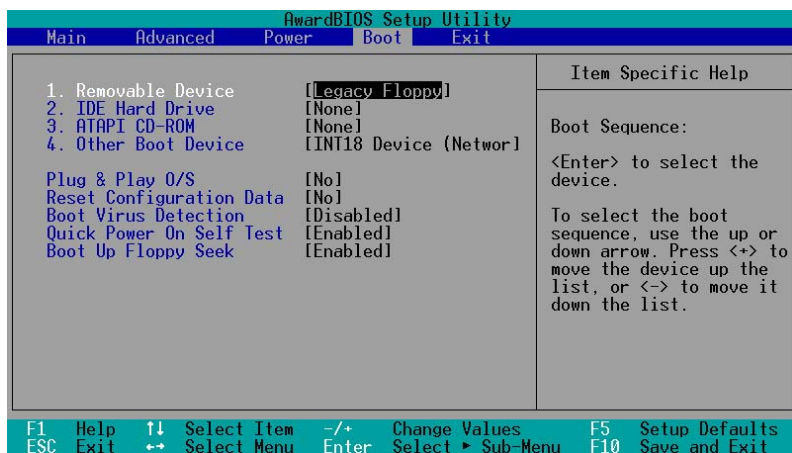 AwardBIOS Setup Utility
Main Advanced Power Boot Exit
1. Removable Device [Legacy Floppy]
2. IDE Hard Drive [None]
3. ATAPI CD-ROM [None]
4. Other Boot Device [INT18 Device (Networ]
Plug & Play O/S [No]
Reset Configuration Data [No]
Boot Virus Detection [Disabled]
Quick Power On Self Test [Enabled]
Boot Up Floppy Seek [Enabled]
Item Specific Help
Boot Sequence:
<Enter> to select the
device.
To select the boot
sequence, use the up or
down arrow. Press <+> to
move the device up the
list, or <-> to move it
down the list.
F1 Help ↑↓ Select Item -/+ Change Values F5 Setup Defaults
ESC Exit ↔ Select Menu Enter Select ► Sub-Menu F10 Save and Exit